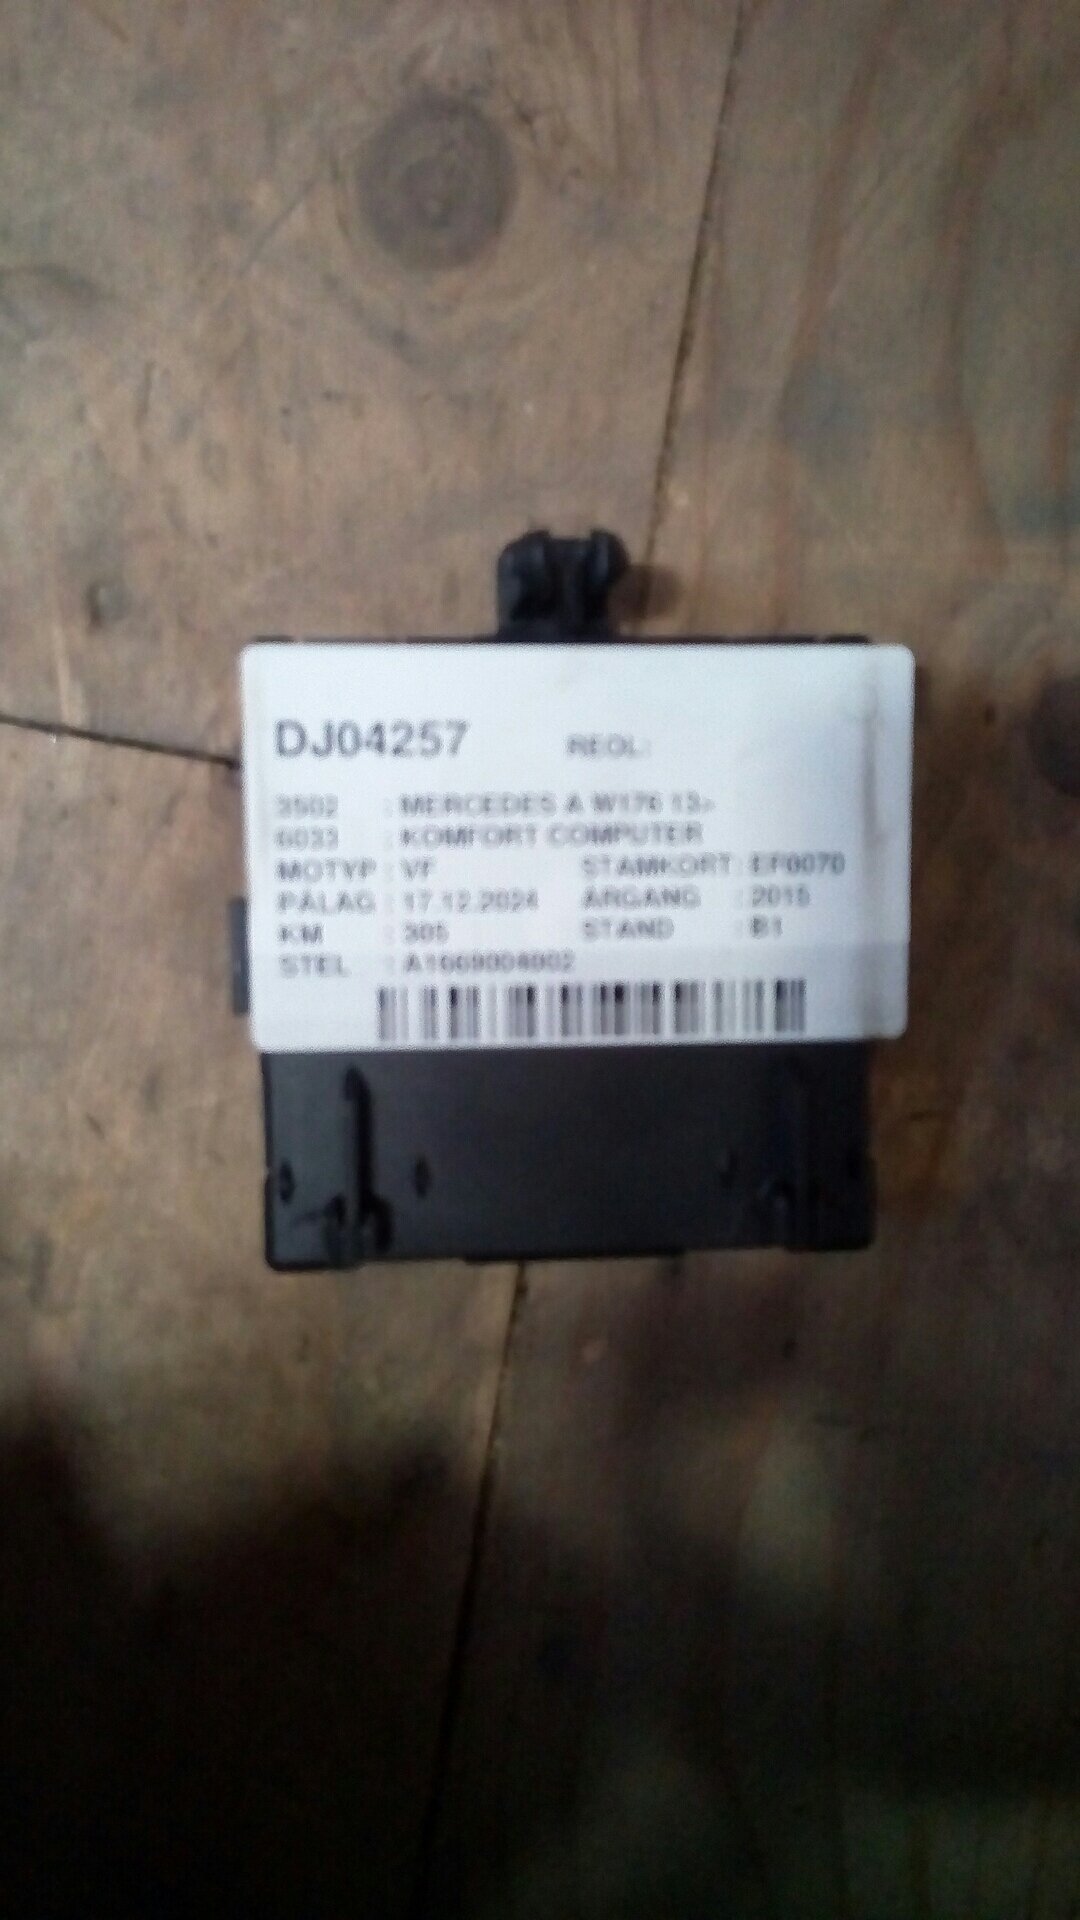 DJ04257 REOL:
3502 : MERCEDES A W176 13>
6033 : KOMFORT COMPUTER
MOTYP : VF STAMKORT : EF0070
PÅLAG : 17.12.2024 ÅRGANG : 2015
KM : 305 STAND : B1
STEL : A1669004002